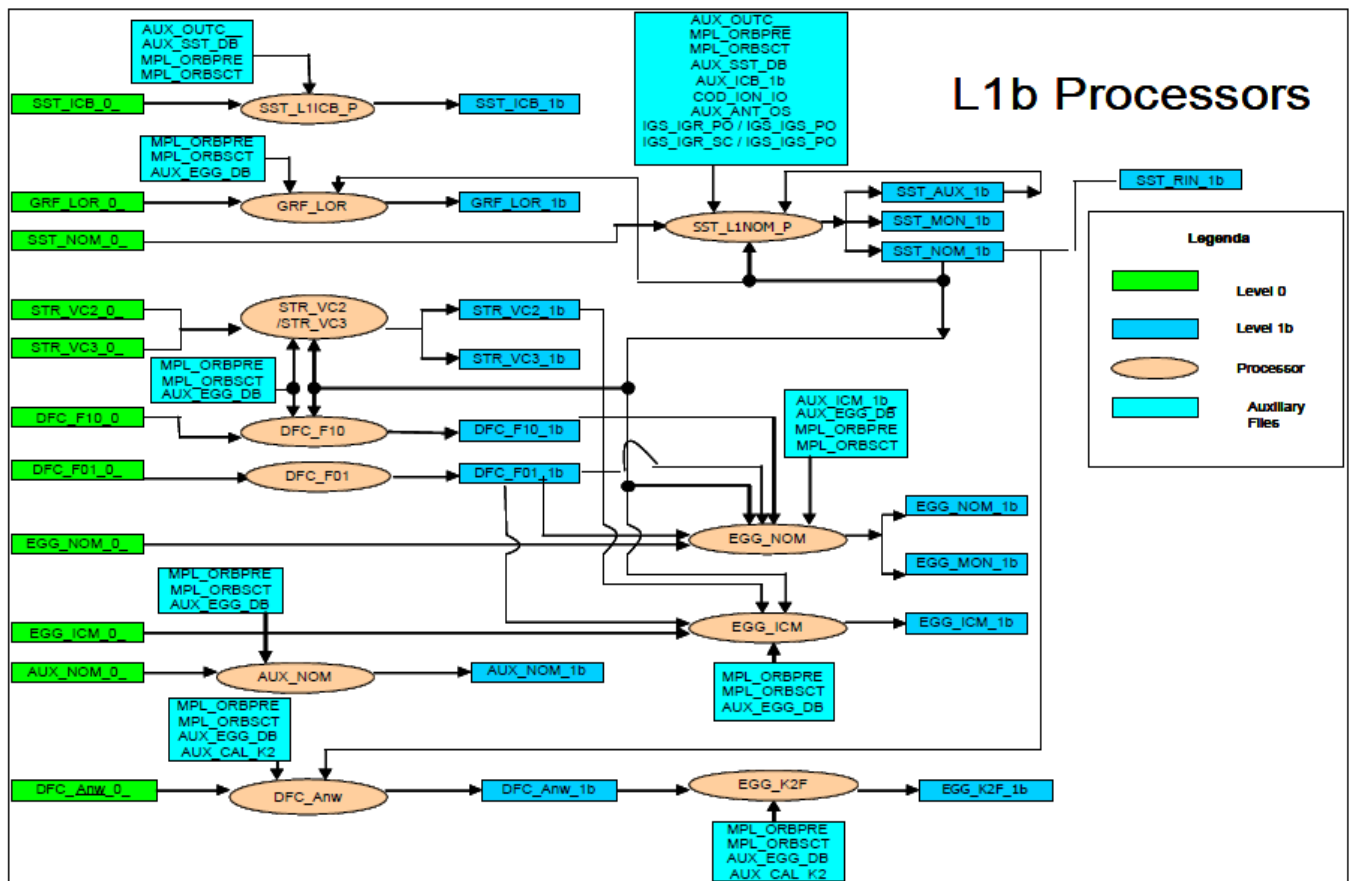 L1b Processors
AUX_OUTC__
AUX_SST_DB
MPL_ORBPRE
MPL_ORBSCT
AUX_OUTC__
MPL_ORBPRE
MPL_ORBSCT
AUX_SST_DB
AUX_ICB_1b
COD_ION_IO
AUX_ANT_OS
IGS_IGR_PO / IGS_IGS_PO
IGS_IGR_SC / IGS_IGS_PO
SST_ICB_0_
SST_L1ICB_P
SST_ICB_1b
MPL_ORBPRE
MPL_ORBSCT
AUX_EGG_DB
GRF_LOR_0_
GRF_LOR
GRF_LOR_1b
SST_NOM_0_
SST_L1NOM_P
SST_AUX_1b
SST_MON_1b
SST_NOM_1b
SST_RIN_1b
Legenda
Level 0
Level 1b
Processor
Auxiliary
Files
STR_VC2_0_
STR_VC3_0_
STR_VC2
/STR_VC3
STR_VC2_1b
STR_VC3_1b
MPL_ORBPRE
MPL_ORBSCT
AUX_EGG_DB
DFC_F10_0
DFC_F10
DFC_F10_1b
DFC_F01_0_
DFC_F01
DFC_F01_1b
AUX_ICM_1b_
AUX_EGG_DB
MPL_ORBPRE
MPL_ORBSCT
EGG_NOM_0_
EGG_NOM
EGG_NOM_1b
EGG_MON_1b
MPL_ORBPRE
MPL_ORBSCT
AUX_EGG_DB
EGG_ICM_0_
EGG_ICM
EGG_ICM_1b
MPL_ORBPRE
MPL_ORBSCT
AUX_EGG_DB
AUX_NOM_0_
AUX_NOM
AUX_NOM_1b
MPL_ORBPRE
MPL_ORBSCT
AUX_EGG_DB
AUX_CAL_K2
DFC_Anw_0_
DFC_Anw
DFC_Anw_1b
EGG_K2F
EGG_K2F_1b
MPL_ORBPRE
MPL_ORBSCT
AUX_EGG_DB
AUX_CAL_K2